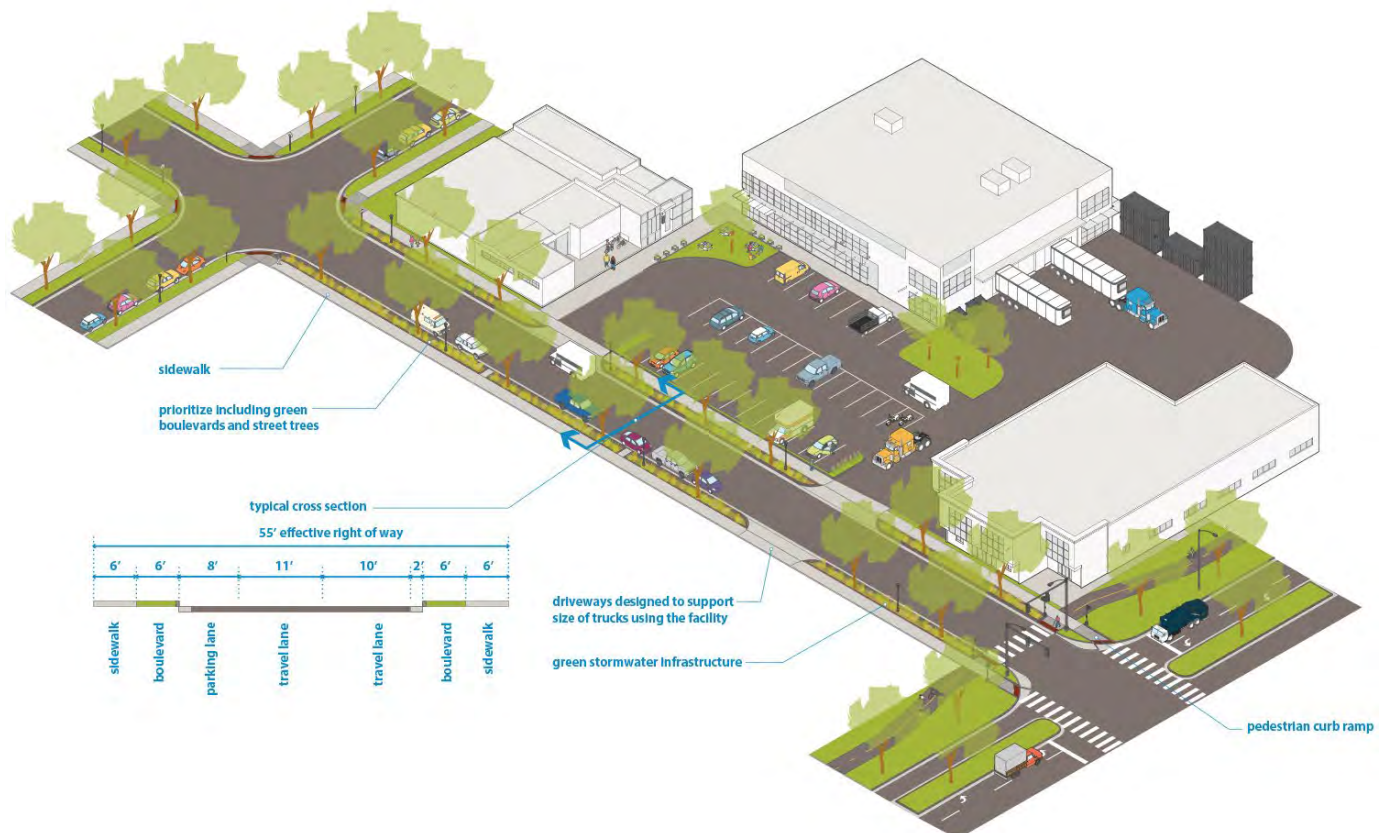 sidewalk
prioritize including green
boulevards and street trees
typical cross section
55' effective right of way
6' 6' 8' 11' 10' 2' 6' 6'
sidewalk
boulevard
parking lane
travel lane
travel lane
boulevard
sidewalk
driveways designed to support
size of trucks using the facility
green stormwater infrastructure
pedestrian curb ramp